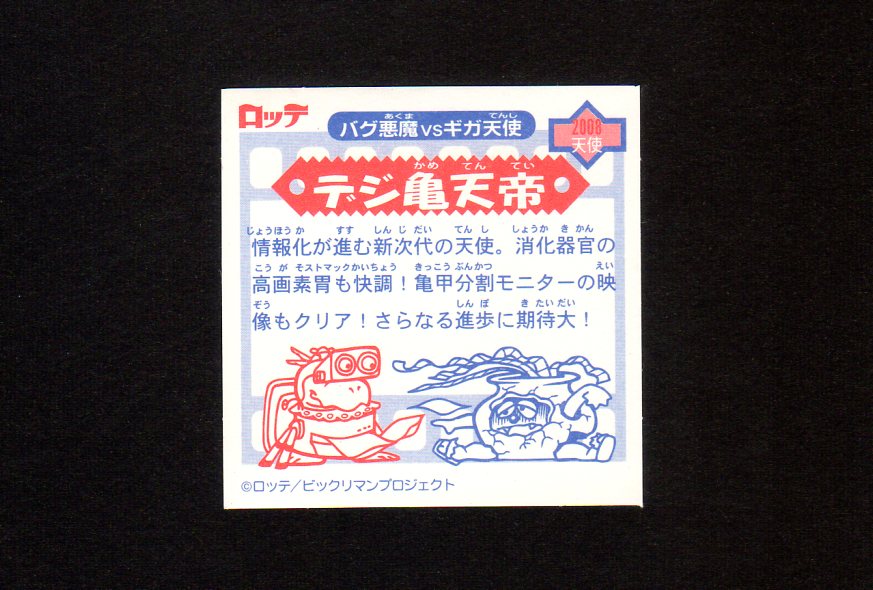 ロッテ
バグ悪魔vsギガ天使
あくま てんし
2008
天使
デジ亀天帝
かめ てん てい
じょうほうか すす しんじだい てんし しょうかきかん
情報化が進む新次代の天使。消化器官の
こうがそストマックかいちょう きっこうぶんかつ えい
高画素胃も快調！亀甲分割モニターの映
ぞう しんぽ きたいだい
像もクリア！さらなる進歩に期待大！
©ロッテ／ビックリマンプロジェクト